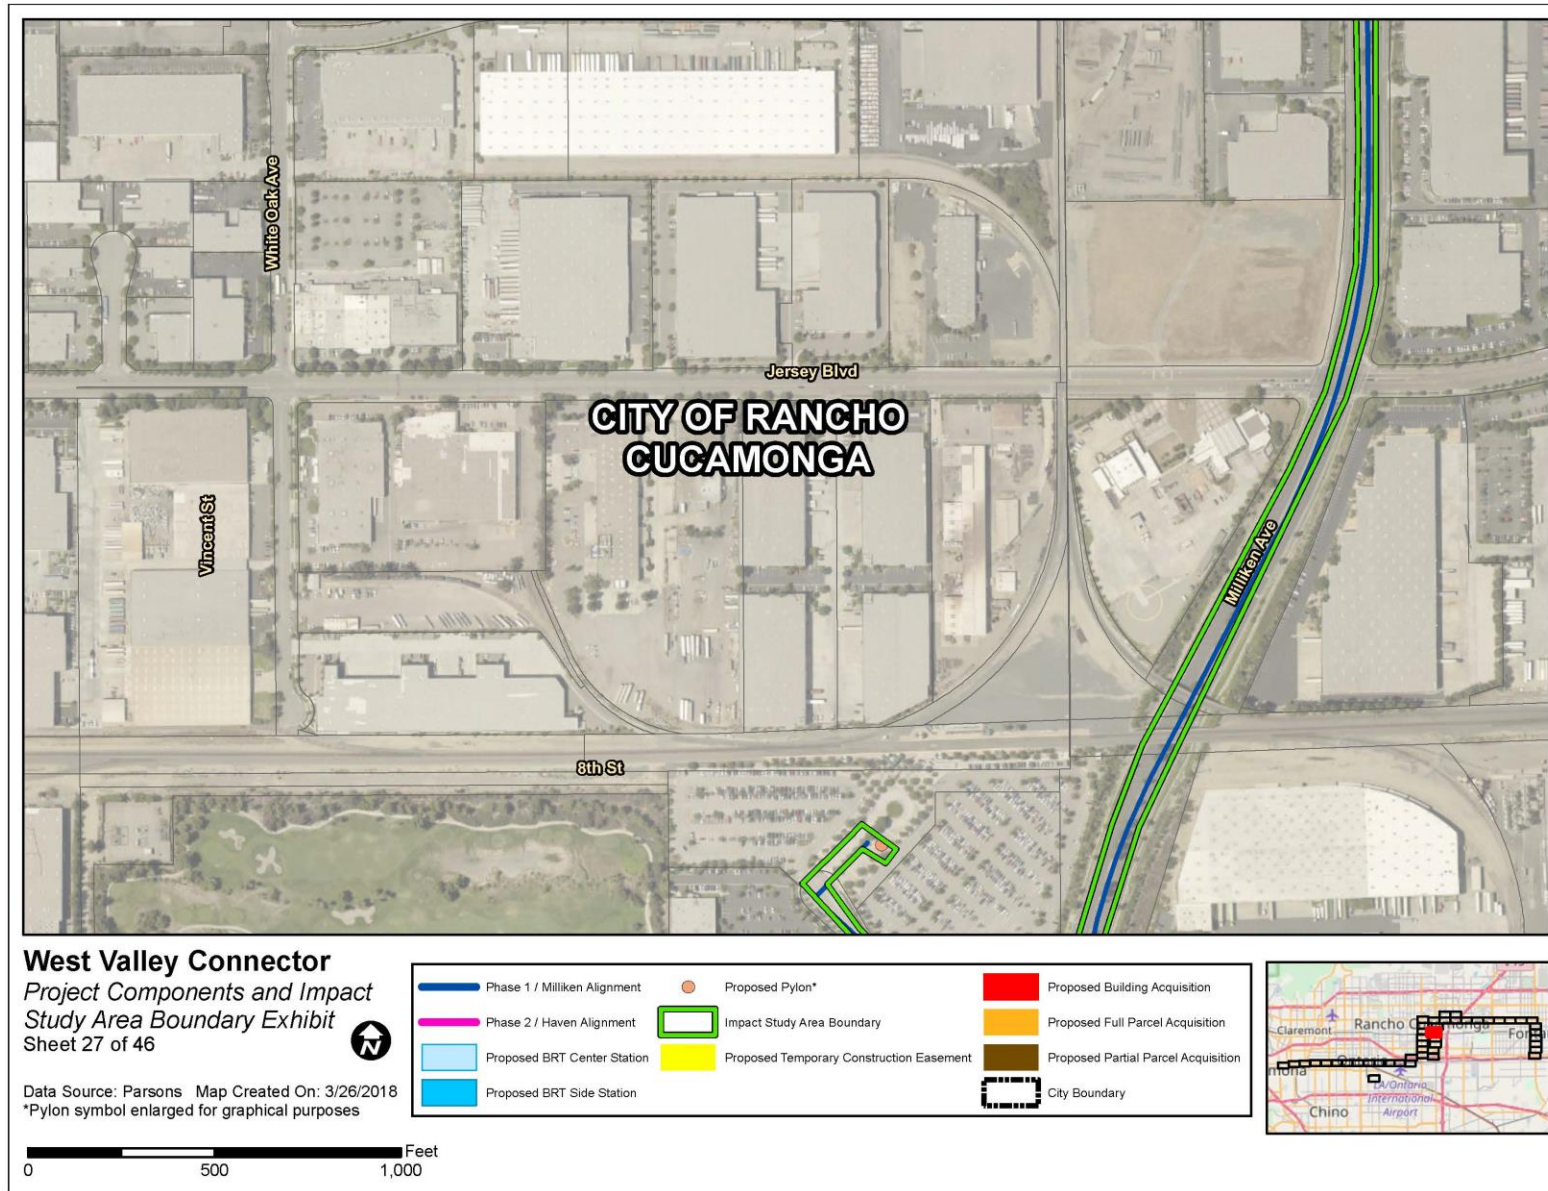 White Oak Ave
Jersey Blvd
CITY OF RANCHO
CUCAMONGA
Vincent St
Milliken Ave
8th St
West Valley Connector
Project Components and Impact
Study Area Boundary Exhibit
Sheet 27 of 46
N
Data Source: Parsons Map Created On: 3/26/2018
*Pylon symbol enlarged for graphical purposes
Feet
0 500 1,000
Phase 1 / Milliken Alignment
Phase 2 / Haven Alignment
Proposed BRT Center Station
Proposed BRT Side Station
Proposed Pylon*
Impact Study Area Boundary
Proposed Temporary Construction Easement
Proposed Building Acquisition
Proposed Full Parcel Acquisition
Proposed Partial Parcel Acquisition
City Boundary
Claremont
Rancho Cucamonga
Ontario
LA/Ontario
International
Airport
Chino